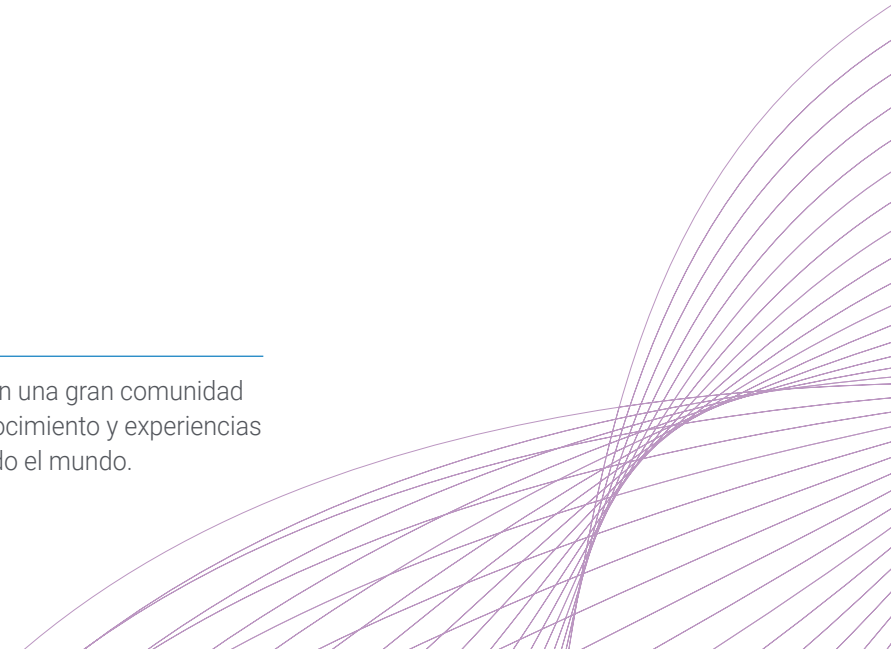 n una gran comunidad
ocimiento y experiencias
do el mundo.